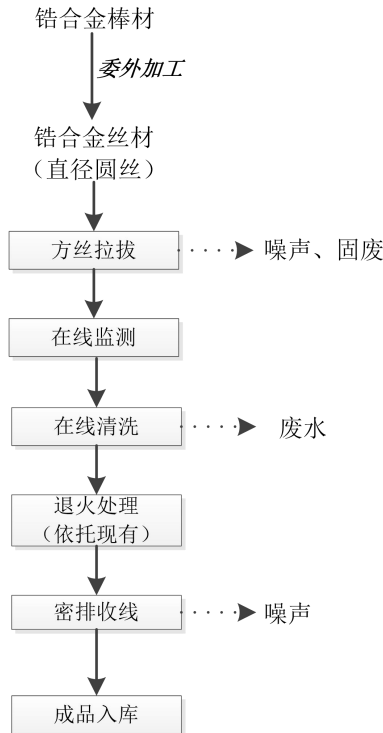 锆合金棒材
委外加工
锆合金丝材
（直径圆丝）
方丝拉拔
噪声、固废
在线监测
在线清洗
废水
退火处理
（依托现有）
密排收线
噪声
成品入库